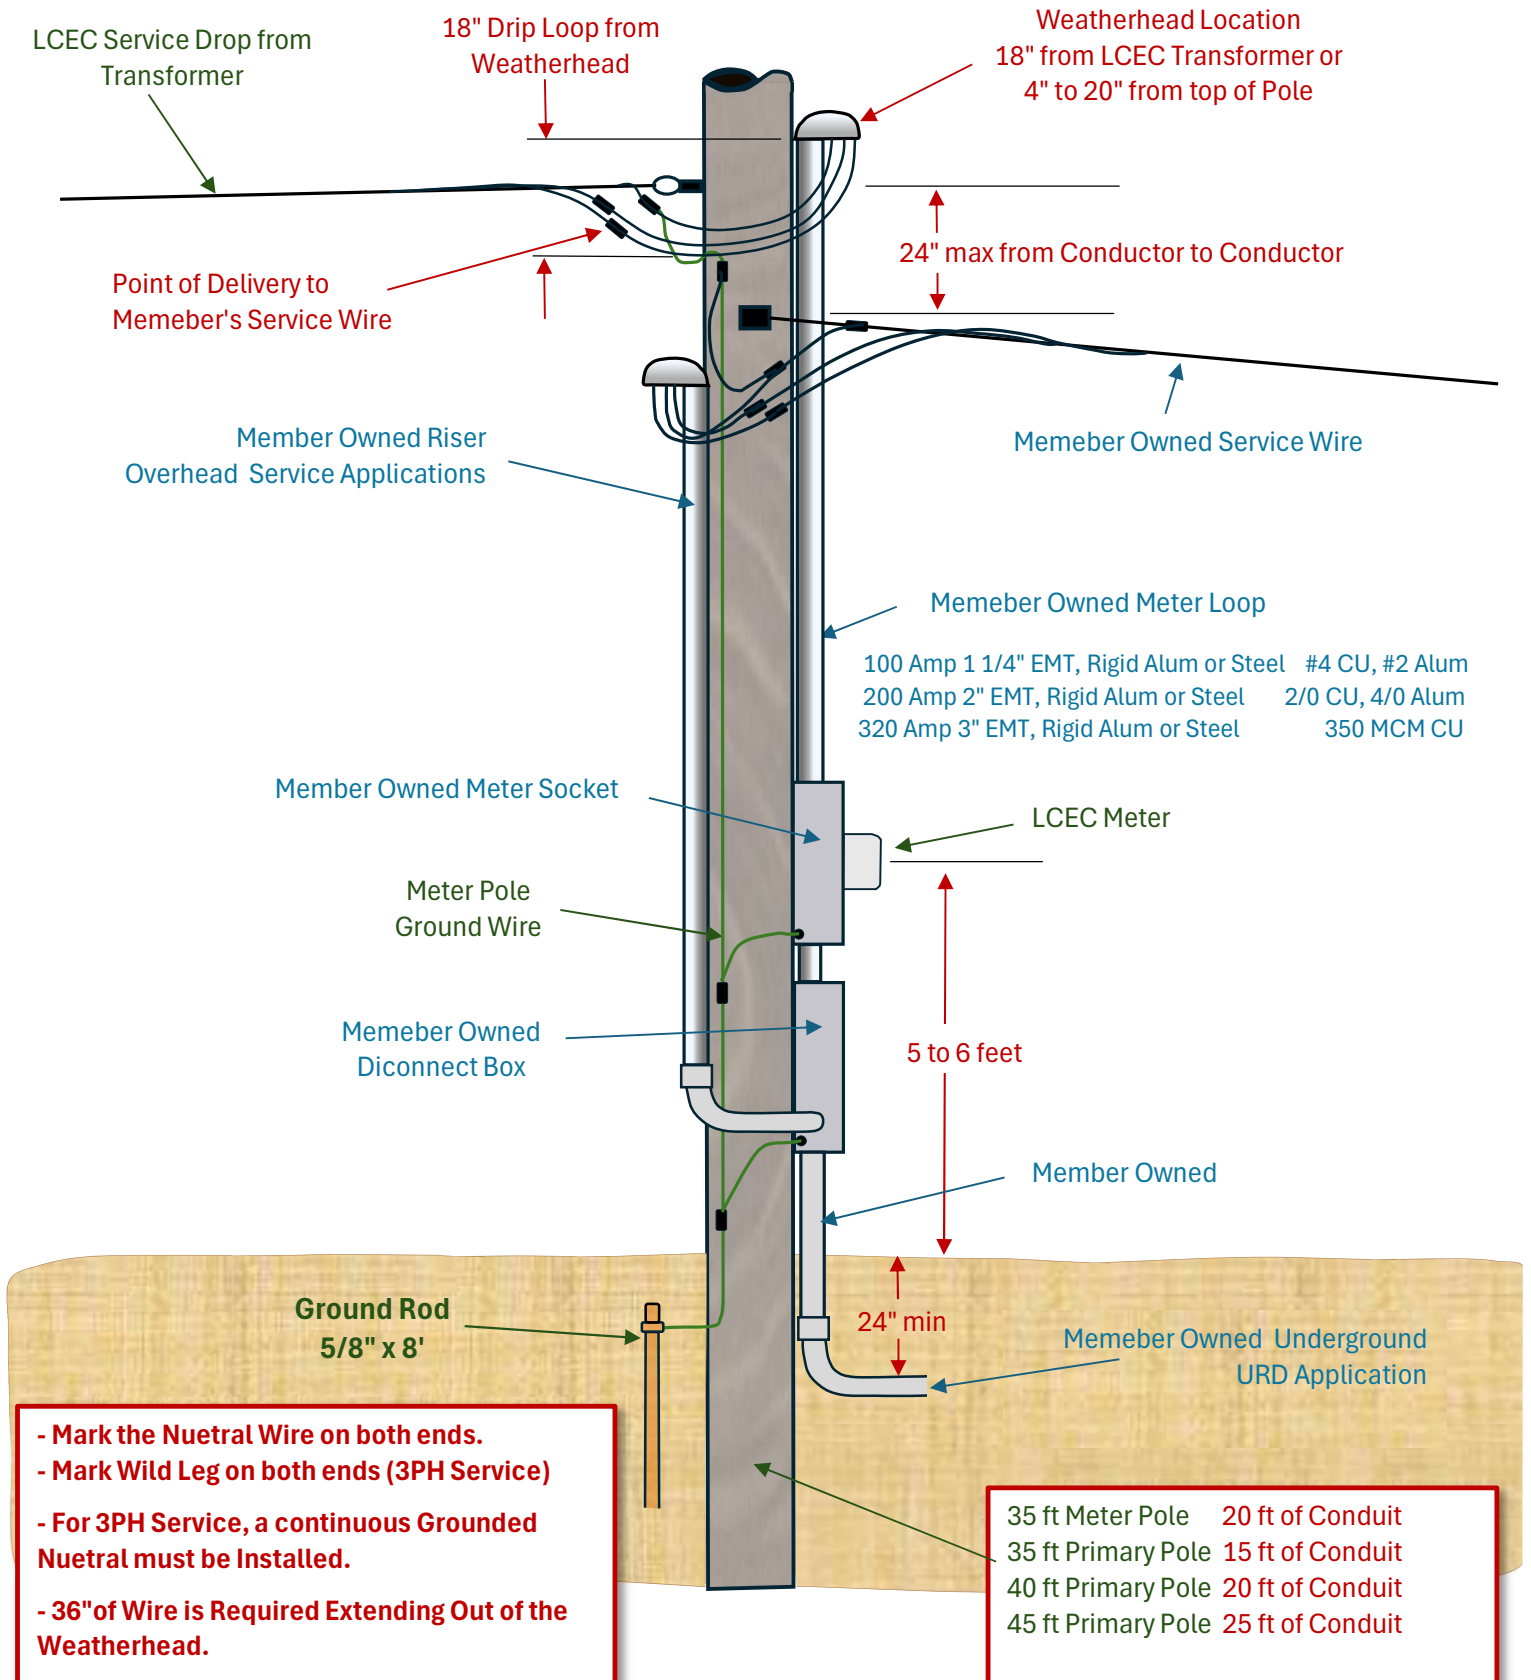 LCEC Service Drop from
Transformer
18" Drip Loop from
Weatherhead
Weatherhead Location
18" from LCEC Transformer or
4" to 20" from top of Pole
24" max from Conductor to Conductor
Point of Delivery to
Memeber's Service Wire
Member Owned Riser
Overhead Service Applications
Memeber Owned Service Wire
Memeber Owned Meter Loop
100 Amp 1 1/4" EMT, Rigid Alum or Steel #4 CU, #2 Alum
200 Amp 2" EMT, Rigid Alum or Steel 2/0 CU, 4/0 Alum
320 Amp 3" EMT, Rigid Alum or Steel 350 MCM CU
Member Owned Meter Socket
LCEC Meter
Meter Pole
Ground Wire
Memeber Owned
Diconnect Box
5 to 6 feet
Member Owned
Ground Rod
5/8" x 8'
24" min
Memeber Owned Underground
URD Application
- Mark the Nuetral Wire on both ends.
- Mark Wild Leg on both ends (3PH Service)
- For 3PH Service, a continuous Grounded
Nuetral must be Installed.
- 36"of Wire is Required Extending Out of the
Weatherhead.
35 ft Meter Pole 20 ft of Conduit
35 ft Primary Pole 15 ft of Conduit
40 ft Primary Pole 20 ft of Conduit
45 ft Primary Pole 25 ft of Conduit